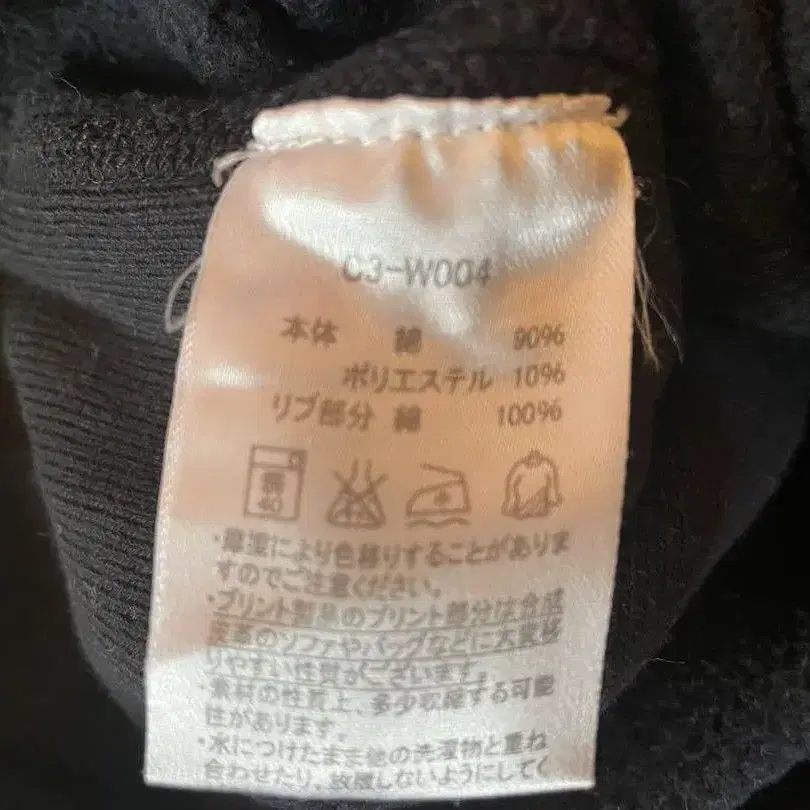 C3-W004
本体 綿 90%
ポリエステル 10%
リブ部分 綿 100%
弱
40
・摩擦により色移りすることがありま
すのでご注意ください。
・プリント製品のプリント部分は合成
皮革のソファやバッグなどに大変移
りやすい性質がございます。
・素材の性質上、多少収縮する可能
性があります。
・水につけたまま他の洗濯物と重ね
合わせたり、放置しないようにしてく